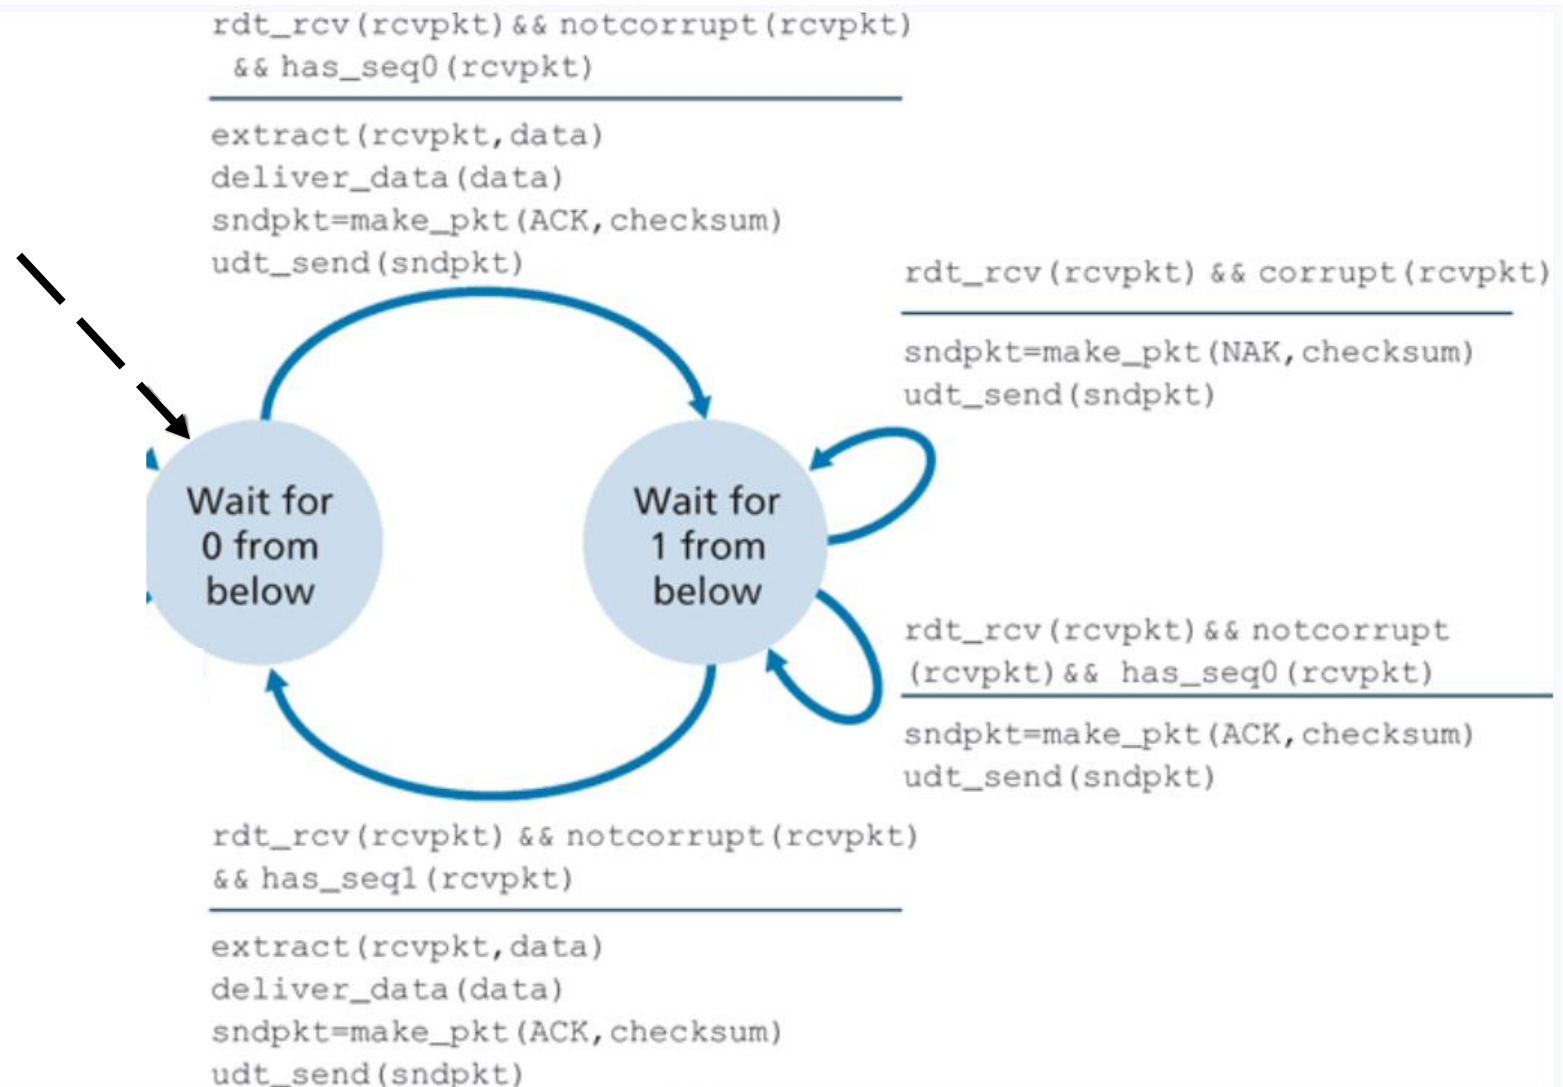 rdt_rcv(rcvpkt) && notcorrupt(rcvpkt)
&& has_seq0(rcvpkt)
extract(rcvpkt,data)
deliver_data(data)
sndpkt=make_pkt(ACK,checksum)
udt_send(sndpkt)
rdt_rcv(rcvpkt) && corrupt(rcvpkt)
sndpkt=make_pkt(NAK,checksum)
udt_send(sndpkt)
Wait for
0 from
below
Wait for
1 from
below
rdt_rcv(rcvpkt)&& notcorrupt
(rcvpkt)&& has_seq0(rcvpkt)
sndpkt=make_pkt(ACK,checksum)
udt_send(sndpkt)
rdt_rcv(rcvpkt) && notcorrupt(rcvpkt)
&& has_seq1(rcvpkt)
extract(rcvpkt,data)
deliver_data(data)
sndpkt=make_pkt(ACK,checksum)
udt_send(sndpkt)